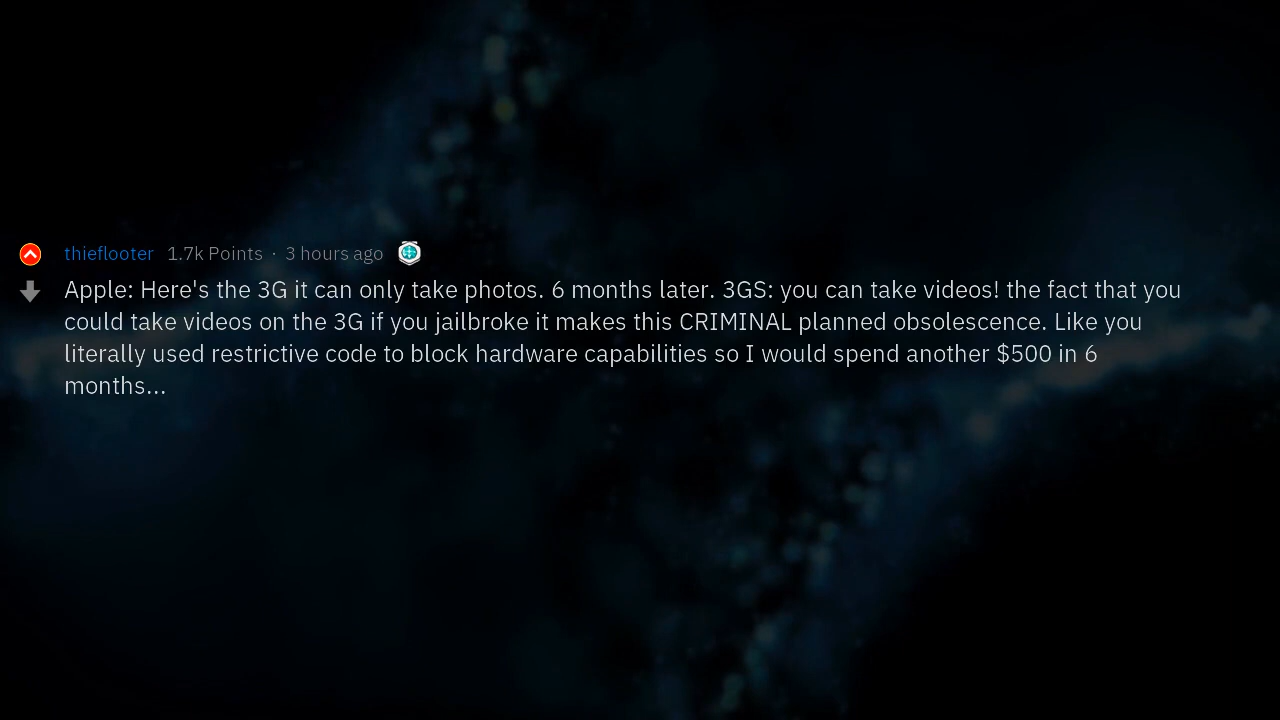 thieflooter 1.7k Points · 3 hours ago
Apple: Here's the 3G it can only take photos. 6 months later. 3GS: you can take videos! the fact that you
could take videos on the 3G if you jailbroke it makes this CRIMINAL planned obsolescence. Like you
literally used restrictive code to block hardware capabilities so I would spend another $500 in 6
months...